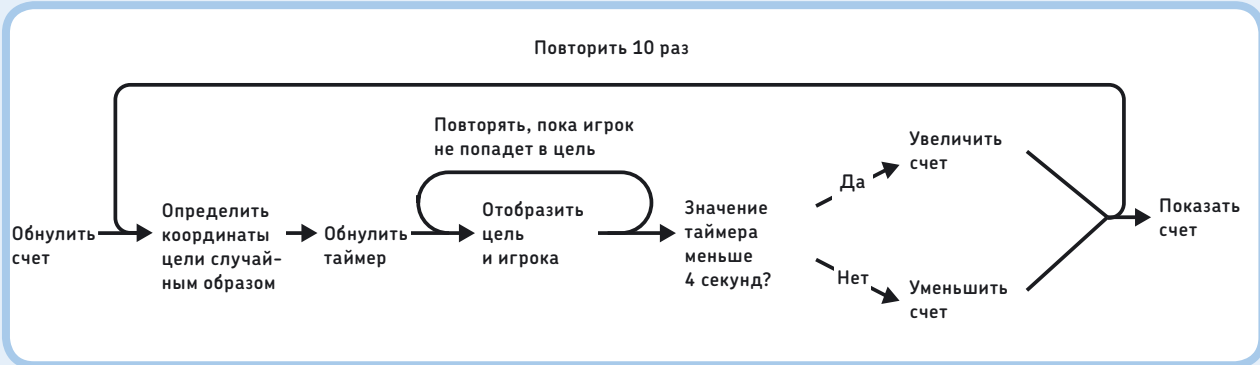 Повторить 10 раз
Повторять, пока игрок
не попадет в цель
Обнулить
счет
Определить
координаты
цели случай-
ным образом
Обнулить
таймер
Отобразить
цель
и игрока
Значение
таймера
меньше
4 секунд?
Да
Увеличить
счет
Нет
Уменьшить
счет
Показать
счет